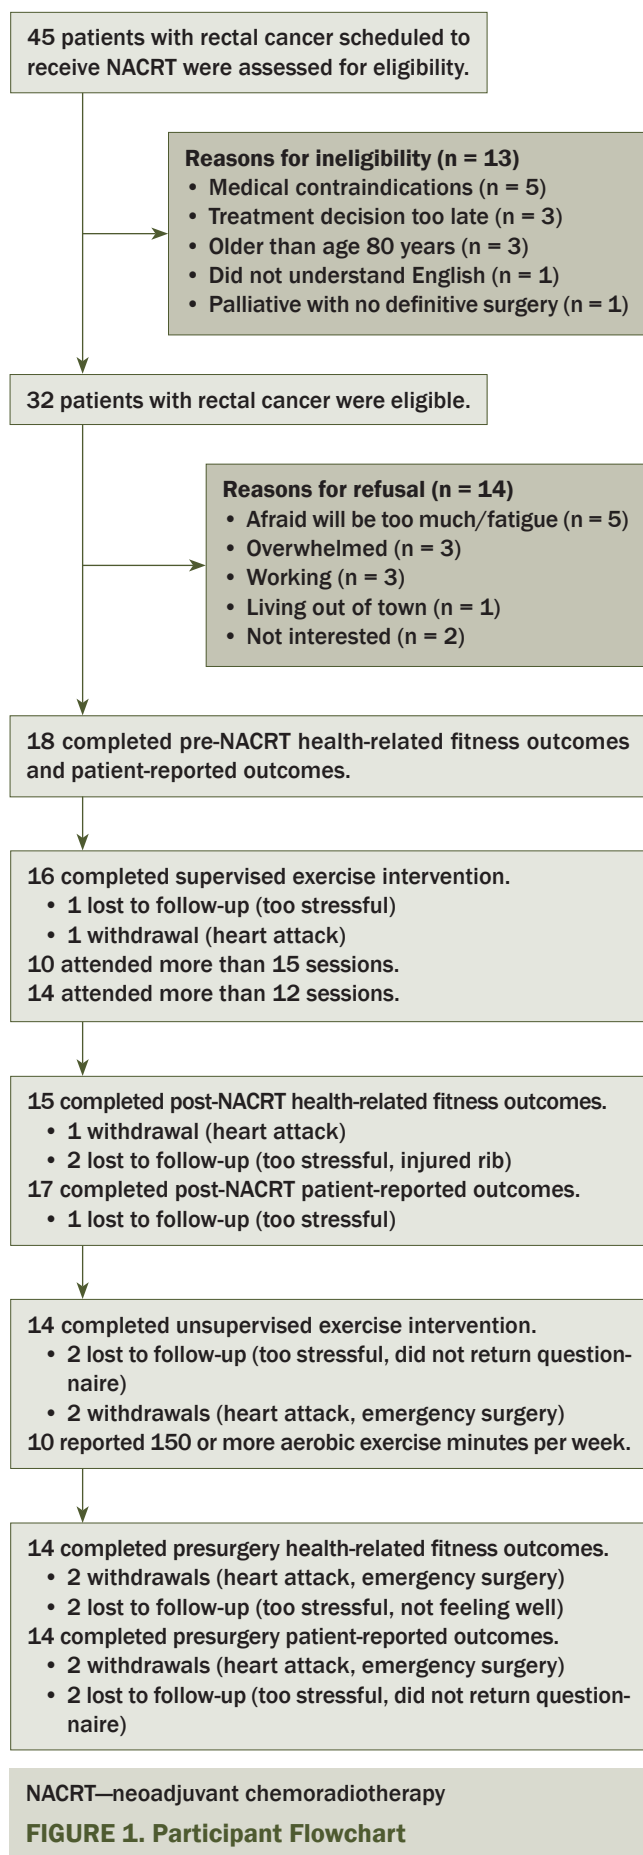 45 patients with rectal cancer scheduled to
receive NACRT were assessed for eligibility.
Reasons for ineligibility (n = 13)
• Medical contraindications (n = 5)
• Treatment decision too late (n = 3)
• Older than age 80 years (n = 3)
• Did not understand English (n = 1)
• Palliative with no definitive surgery (n = 1)
32 patients with rectal cancer were eligible.
Reasons for refusal (n = 14)
• Afraid will be too much/fatigue (n = 5)
• Overwhelmed (n = 3)
• Working (n = 3)
• Living out of town (n = 1)
• Not interested (n = 2)
18 completed pre-NACRT health-related fitness outcomes
and patient-reported outcomes.
16 completed supervised exercise intervention.
• 1 lost to follow-up (too stressful)
• 1 withdrawal (heart attack)
10 attended more than 15 sessions.
14 attended more than 12 sessions.
15 completed post-NACRT health-related fitness outcomes.
• 1 withdrawal (heart attack)
• 2 lost to follow-up (too stressful, injured rib)
17 completed post-NACRT patient-reported outcomes.
• 1 lost to follow-up (too stressful)
14 completed unsupervised exercise intervention.
• 2 lost to follow-up (too stressful, did not return question-
naire)
• 2 withdrawals (heart attack, emergency surgery)
10 reported 150 or more aerobic exercise minutes per week.
14 completed presurgery health-related fitness outcomes.
• 2 withdrawals (heart attack, emergency surgery)
• 2 lost to follow-up (too stressful, not feeling well)
14 completed presurgery patient-reported outcomes.
• 2 withdrawals (heart attack, emergency surgery)
• 2 lost to follow-up (too stressful, did not return question-
naire)
NACRT—neoadjuvant chemoradiotherapy
FIGURE 1. Participant Flowchart